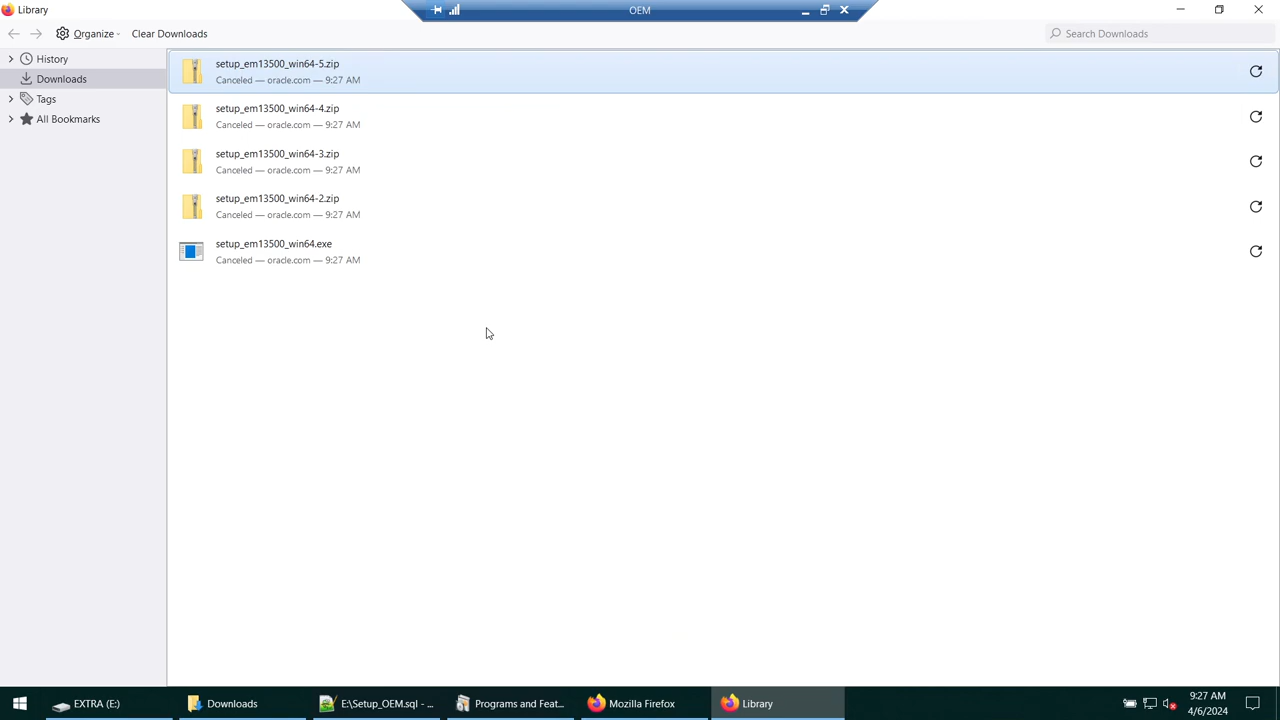 Library
OEM
Organize
Clear Downloads
Search Downloads
History
Downloads
Tags
All Bookmarks
setup_em13500_win64-5.zip
Canceled — oracle.com — 9:27 AM
setup_em13500_win64-4.zip
Canceled — oracle.com — 9:27 AM
setup_em13500_win64-3.zip
Canceled — oracle.com — 9:27 AM
setup_em13500_win64-2.zip
Canceled — oracle.com — 9:27 AM
setup_em13500_win64.exe
Canceled — oracle.com — 9:27 AM
EXTRA (E:)
Downloads
E:\Setup_OEM.sql - ...
Programs and Feat...
Mozilla Firefox
Library
9:27 AM
4/6/2024